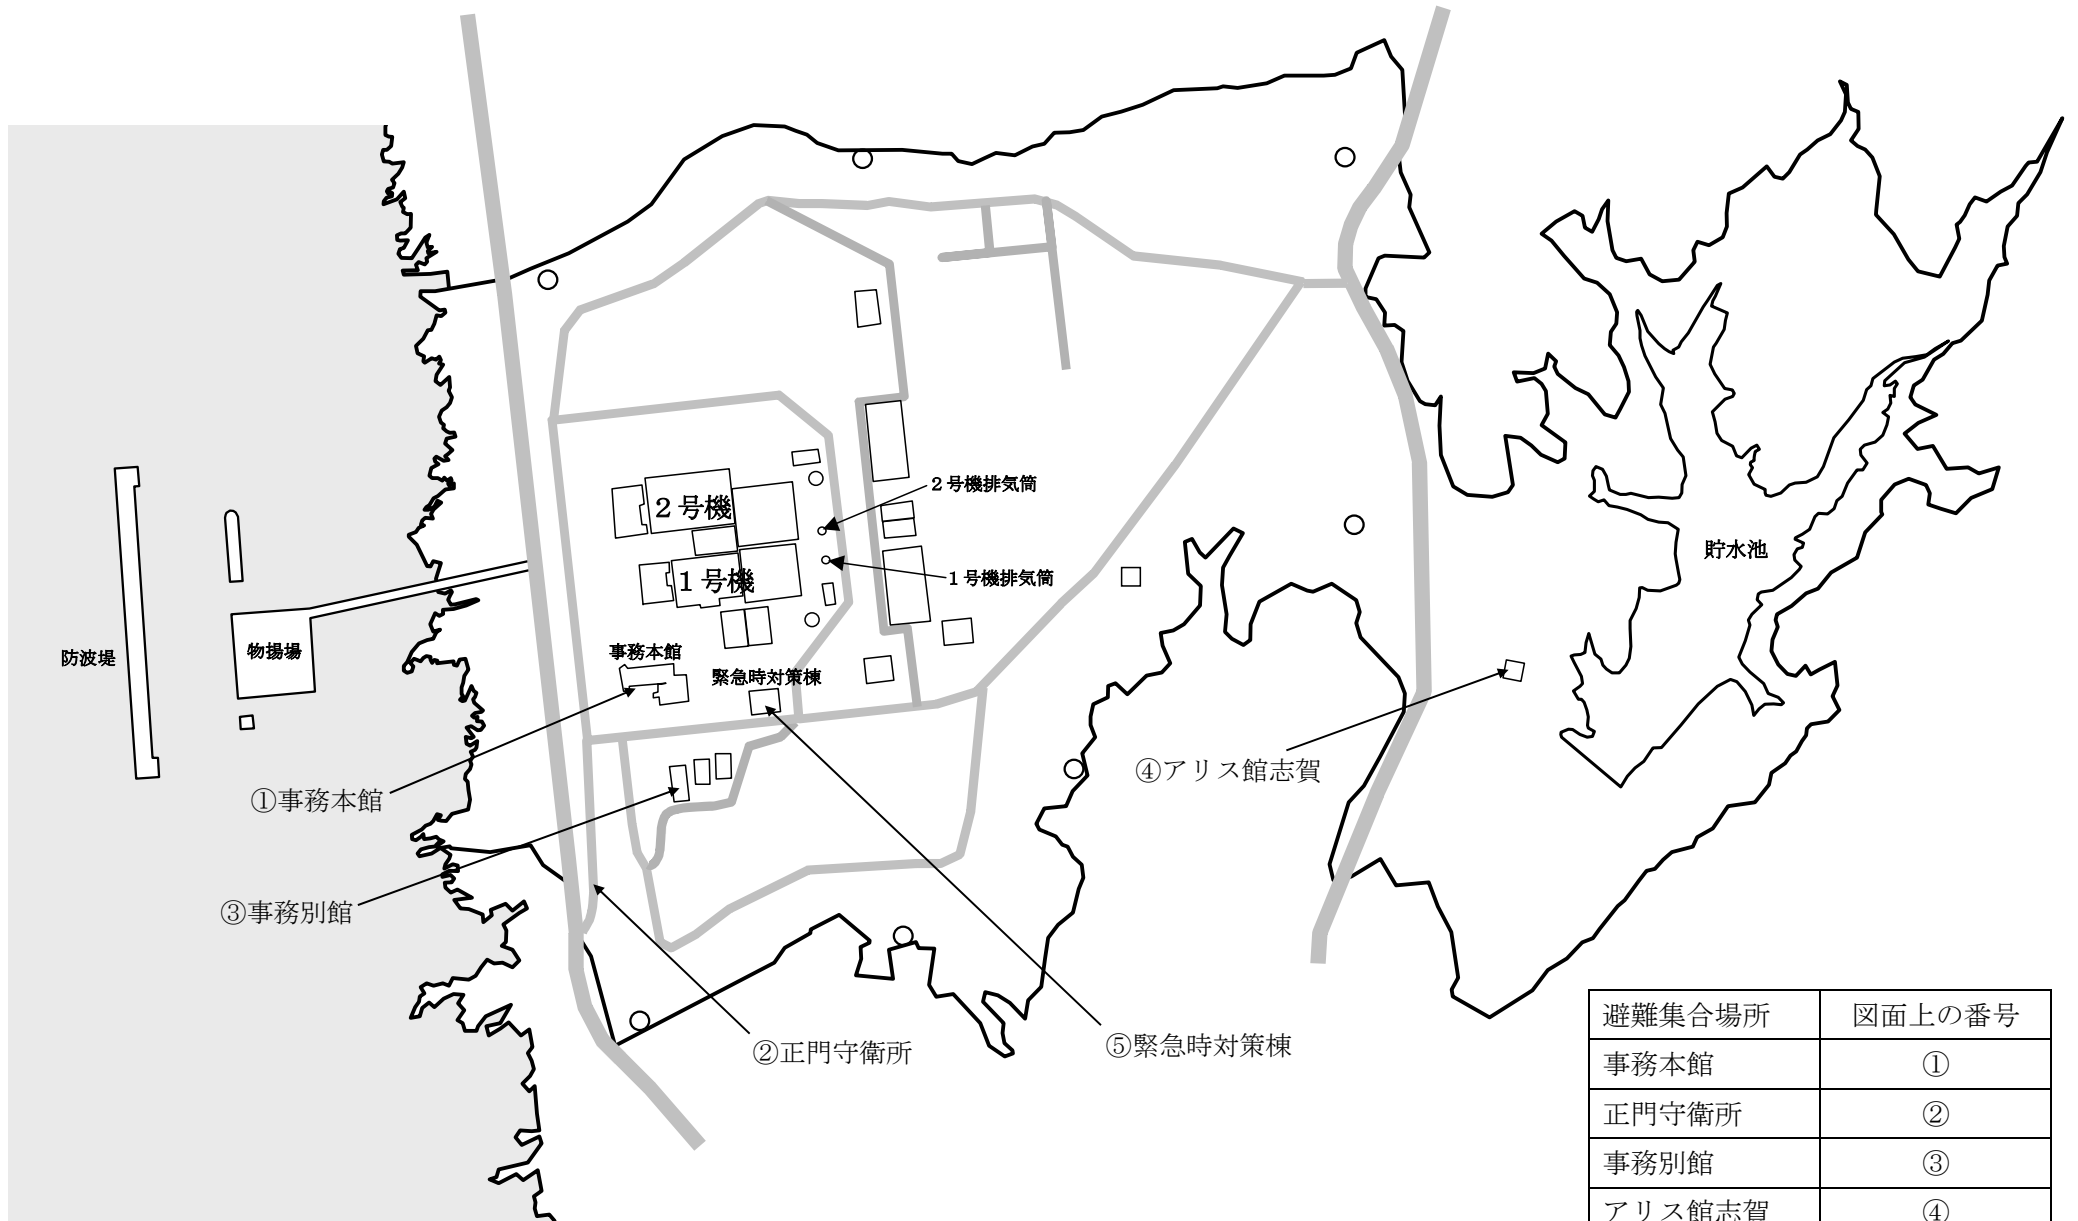 2号機排気筒
2号機
貯水池
1号機
1号機排気筒
事務本館
物揚場
防波堤
緊急時対策棟
④アリス館志賀
①事務本館
③事務別館
②正門守衛所
⑤緊急時対策棟
避難集合場所 図面上の番号
事務本館 ①
正門守衛所 ②
事務別館 ③
アリス館志賀 ④